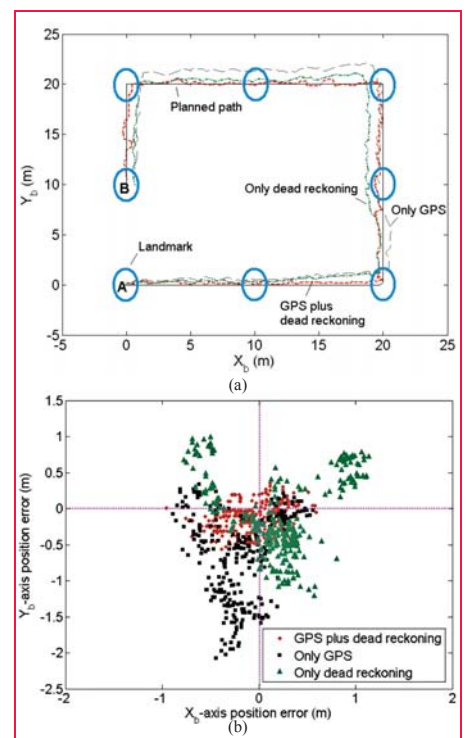 25
20
15
10
5
0
-5
Y_b (m)
Planned path
B
Only dead reckoning
Only GPS
Landmark
A
GPS plus
dead reckoning
-5 0 5 10 15 20 25
X_b (m)
(a)
1.5
1
0.5
0
-0.5
-1
-1.5
-2
-2.5
Y_b-axis position error (m)
GPS plus dead reckoning
Only GPS
Only dead reckoning
-2 -1 0 1 2
X_b-axis position error (m)
(b)